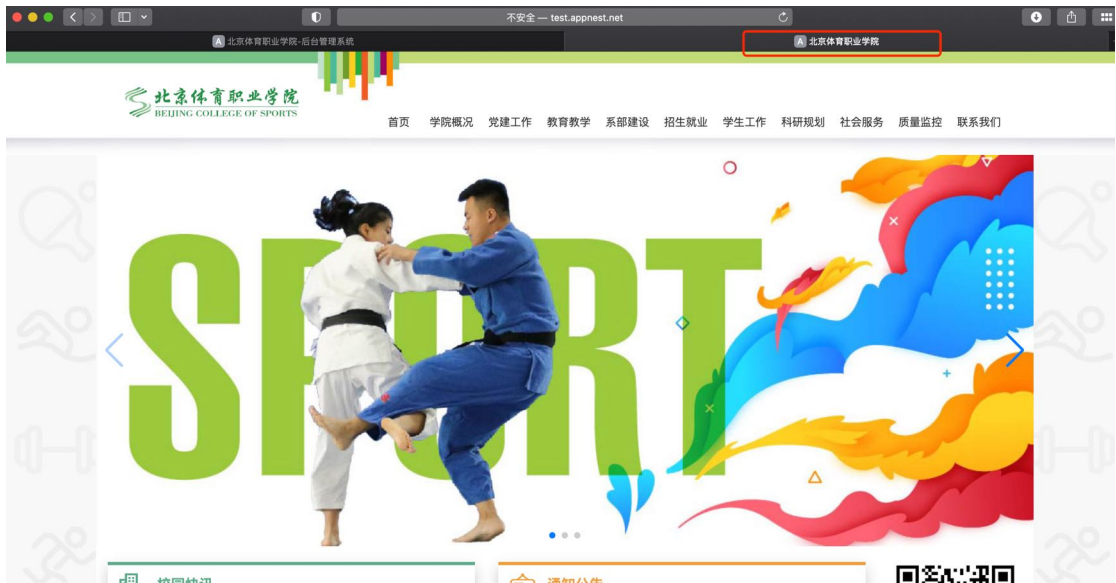 不安全 — test.appnest.net
A 北京体育职业学院-后台管理系统
A 北京体育职业学院
北京体育职业学院
BEIJING COLLEGE OF SPORTS
首页 学院概况 党建工作 教育教学 系部建设 招生就业 学生工作 科研规划 社会服务 质量监控 联系我们
SPORT
校园快讯
通知公告